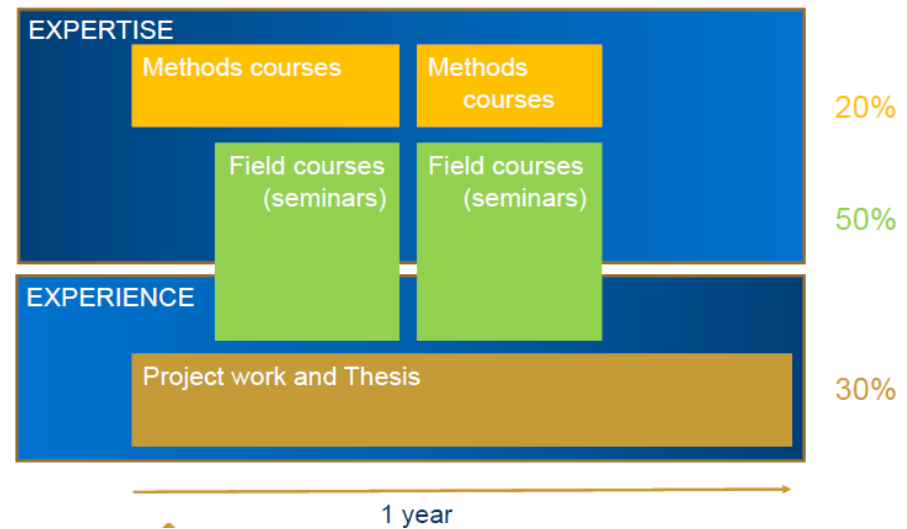 EXPERTISE
Methods courses
Methods
courses
20%
Field courses
(seminars)
Field courses
(seminars)
50%
EXPERIENCE
Project work and Thesis
30%
1 year